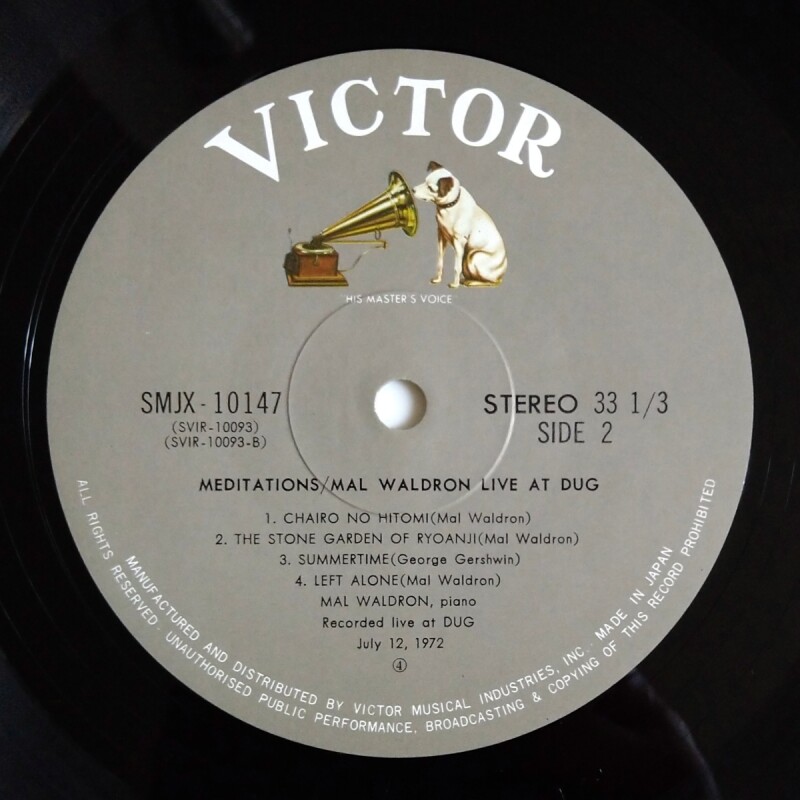 VICTOR
HIS MASTER'S VOICE
SMJX-10147
(SVIR-10093)
(SVIR-10093-B)
STEREO 33 1/3
SIDE 2
MEDITATIONS/MAL WALDRON LIVE AT DUG
1. CHAIRO NO HITOMI(Mal Waldron)
2. THE STONE GARDEN OF RYOANJI(Mal Waldron)
3. SUMMERTIME(George Gershwin)
4. LEFT ALONE(Mal Waldron)
MAL WALDRON, piano
Recorded live at DUG
July 12, 1972
④
MANUFACTURED AND DISTRIBUTED BY VICTOR MUSICAL INDUSTRIES, INC. MADE IN JAPAN
ALL RIGHTS RESERVED. UNAUTHORISED PUBLIC PERFORMANCE, BROADCASTING & COPYING OF THIS RECORD PROHIBITED